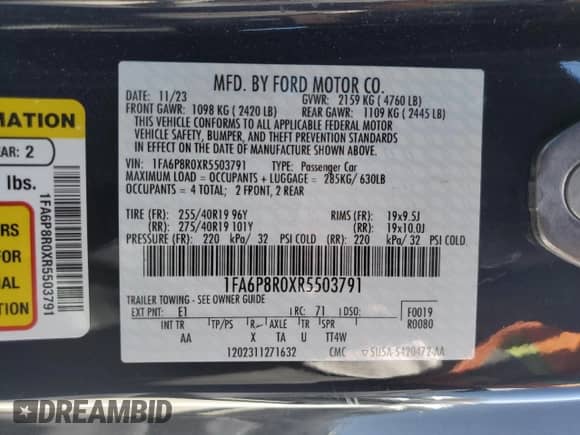 MATION
AR: 2
lbs.
RS
FOR
NAL
ON
1FA6P8R0XR5503791
MFD. BY FORD MOTOR CO.
DATE: 11/23 GVWR: 2159 KG ( 4760 LB)
FRONT GAWR: 1098 KG ( 2420 LB) REAR GAWR: 1109 KG ( 2445 LB)
THIS VEHICLE CONFORMS TO ALL APPLICABLE FEDERAL MOTOR
VEHICLE SAFETY, BUMPER, AND THEFT PREVENTION STANDARDS
IN EFFECT ON THE DATE OF MANUFACTURE SHOWN ABOVE.
VIN: 1FA6P8R0XR5503791 TYPE: Passenger Car
MAXIMUM LOAD = OCCUPANTS + LUGGAGE = 285KG/ 630LB
OCCUPANTS = 4 TOTAL; 2 FRONT, 2 REAR
TIRE (FR): 255/40R19 96Y RIMS (FR): 19x9.5J
(RR): 275/40R19 101Y (RR): 19x10.0J
PRESSURE (FR): 220 kPa/ 32 PSI COLD (RR): 220 kPa/ 32 PSI COLD
1FA6P8R0XR5503791
TRAILER TOWING - SEE OWNER GUIDE
EXT PNT: E1 RC: 71 DSO: F0019
INT TR TP/PS R AXLE TR SPR R0080
AA X TA U TT4W
1202311271632 CMC ▽5U5A-5420472-AA
DREAMBID